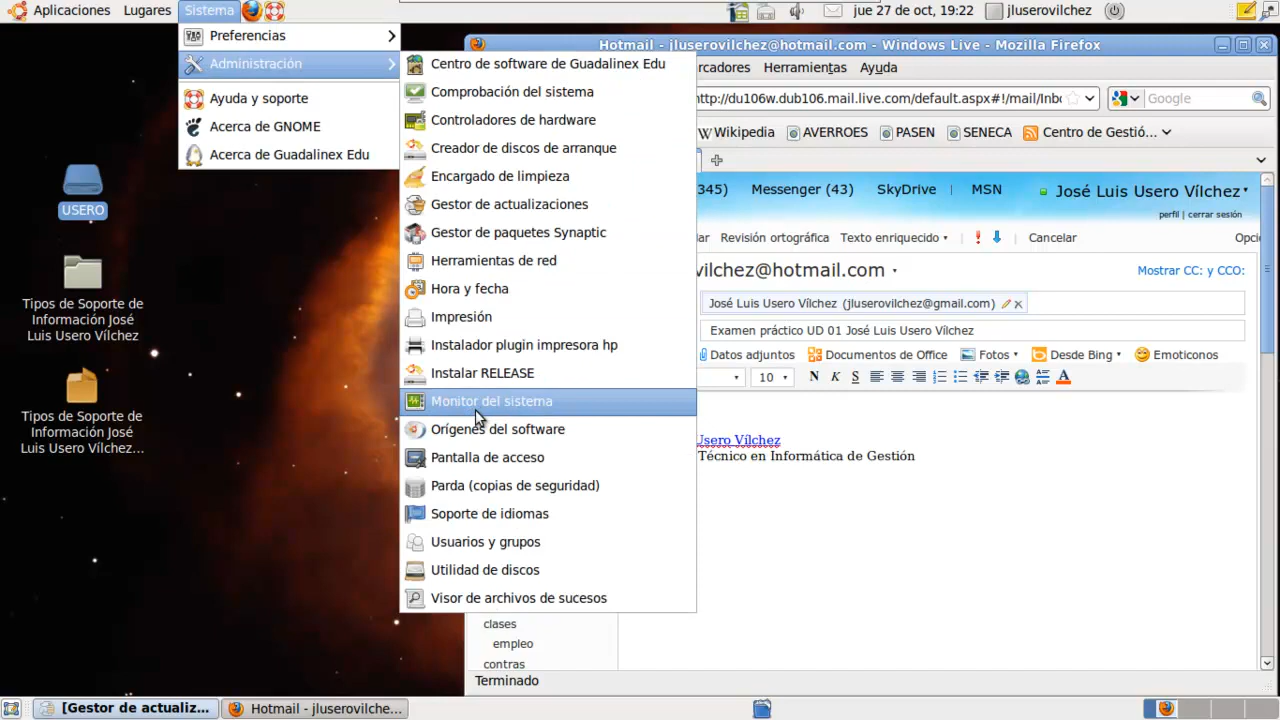 Aplicaciones Lugares Sistema
jue 27 de oct, 19:22 jluserovilchez
Preferencias
Administración
Ayuda y soporte
Acerca de GNOME
Acerca de Guadalinex Edu
Centro de software de Guadalinex Edu
Comprobación del sistema
Controladores de hardware
Creador de discos de arranque
Encargado de limpieza
Gestor de actualizaciones
Gestor de paquetes Synaptic
Herramientas de red
Hora y fecha
Impresión
Instalador plugin impresora hp
Instalar RELEASE
Monitor del sistema
Orígenes del software
Pantalla de acceso
Parda (copias de seguridad)
Soporte de idiomas
Usuarios y grupos
Utilidad de discos
Visor de archivos de sucesos
USERO
Tipos de Soporte de
Información José
Luis Usero Vílchez
Tipos de Soporte de
Información José
Luis Usero Vílchez...
Hotmail - jluserovilchez@hotmail.com - Windows Live - Mozilla Firefox
rcadores Herramientas Ayuda
http://du106w.dub106.mail.live.com/default.aspx#!/mail/Inb Google
Wikipedia AVERROES PASEN SENECA Centro de Gestió...
345) Messenger (43) SkyDrive MSN José Luis Usero Vílchez
perfil | cerrar sesión
ar Revisión ortográfica Texto enriquecido Cancelar Opci
vilchez@hotmail.com Mostrar CC: y CCO:
José Luis Usero Vílchez (jluserovilchez@gmail.com)
Examen práctico UD 01 José Luis Usero Vílchez
Datos adjuntos Documentos de Office Fotos Desde Bing Emoticonos
10 N K S A
Usero Vílchez
Técnico en Informática de Gestión
clases
empleo
contras
Terminado
[Gestor de actualiz... Hotmail - jluserovilche...